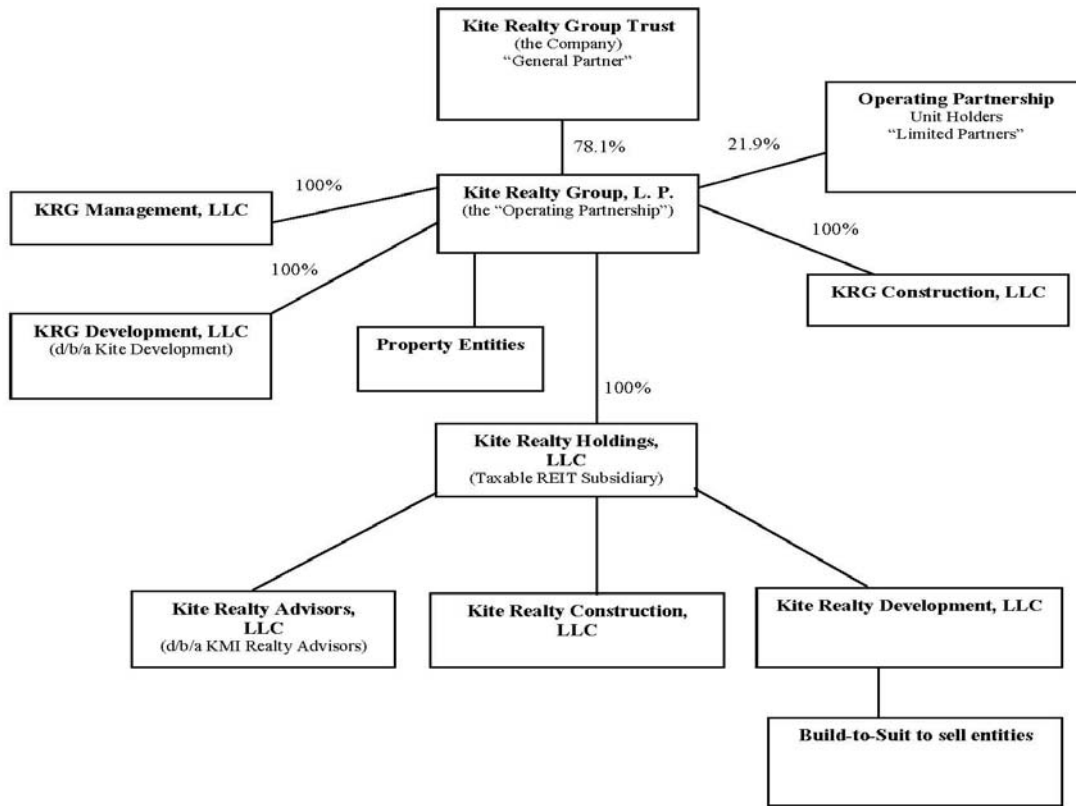 Kite Realty Group Trust
(the Company)
“General Partner”
Operating Partnership
Unit Holders
“Limited Partners”
78.1%
21.9%
100%
Kite Realty Group, L. P.
(the “Operating Partnership”)
KRG Management, LLC
100%
100%
KRG Construction, LLC
KRG Development, LLC
(d/b/a Kite Development)
Property Entities
100%
Kite Realty Holdings,
LLC
(Taxable REIT Subsidiary)
Kite Realty Advisors,
LLC
(d/b/a KMI Realty Advisors)
Kite Realty Construction,
LLC
Kite Realty Development, LLC
Build-to-Suit to sell entities